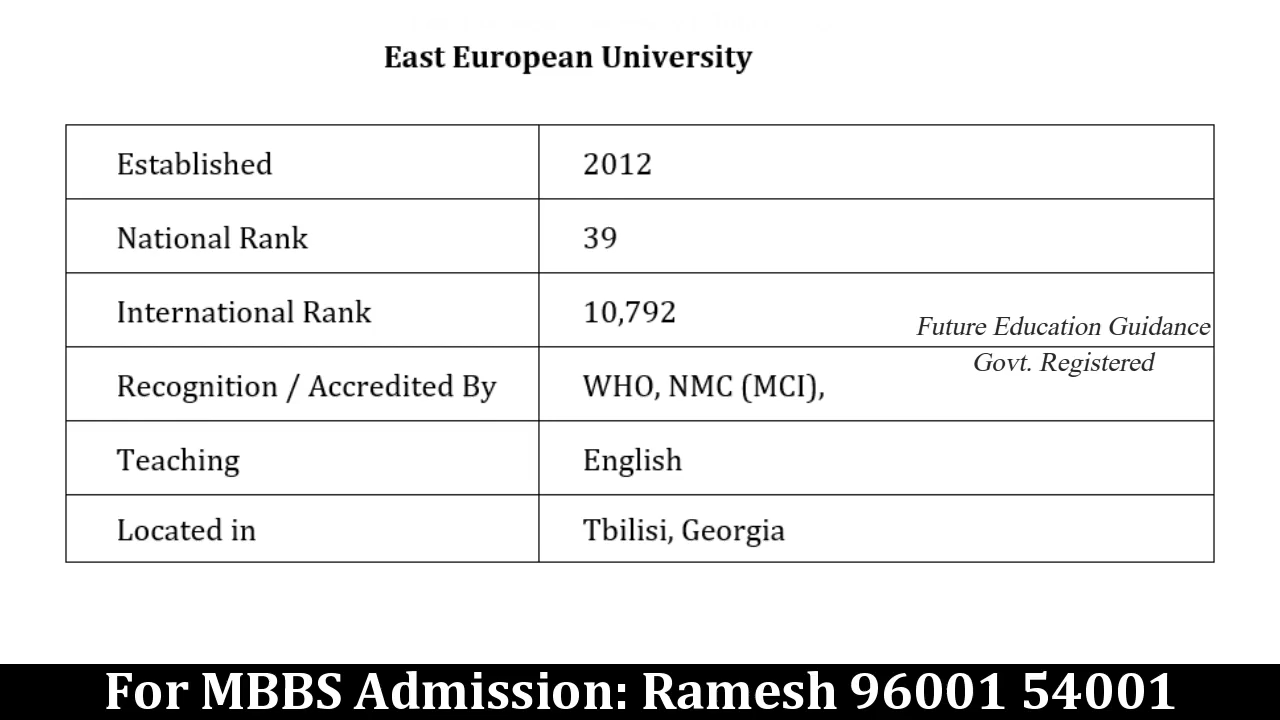 East European University
Established 2012
National Rank 39
International Rank 10,792
Future Education Guidance
Govt. Registered
Recognition / Accredited By WHO, NMC (MCI),
Teaching English
Located in Tbilisi, Georgia
For MBBS Admission: Ramesh 96001 54001